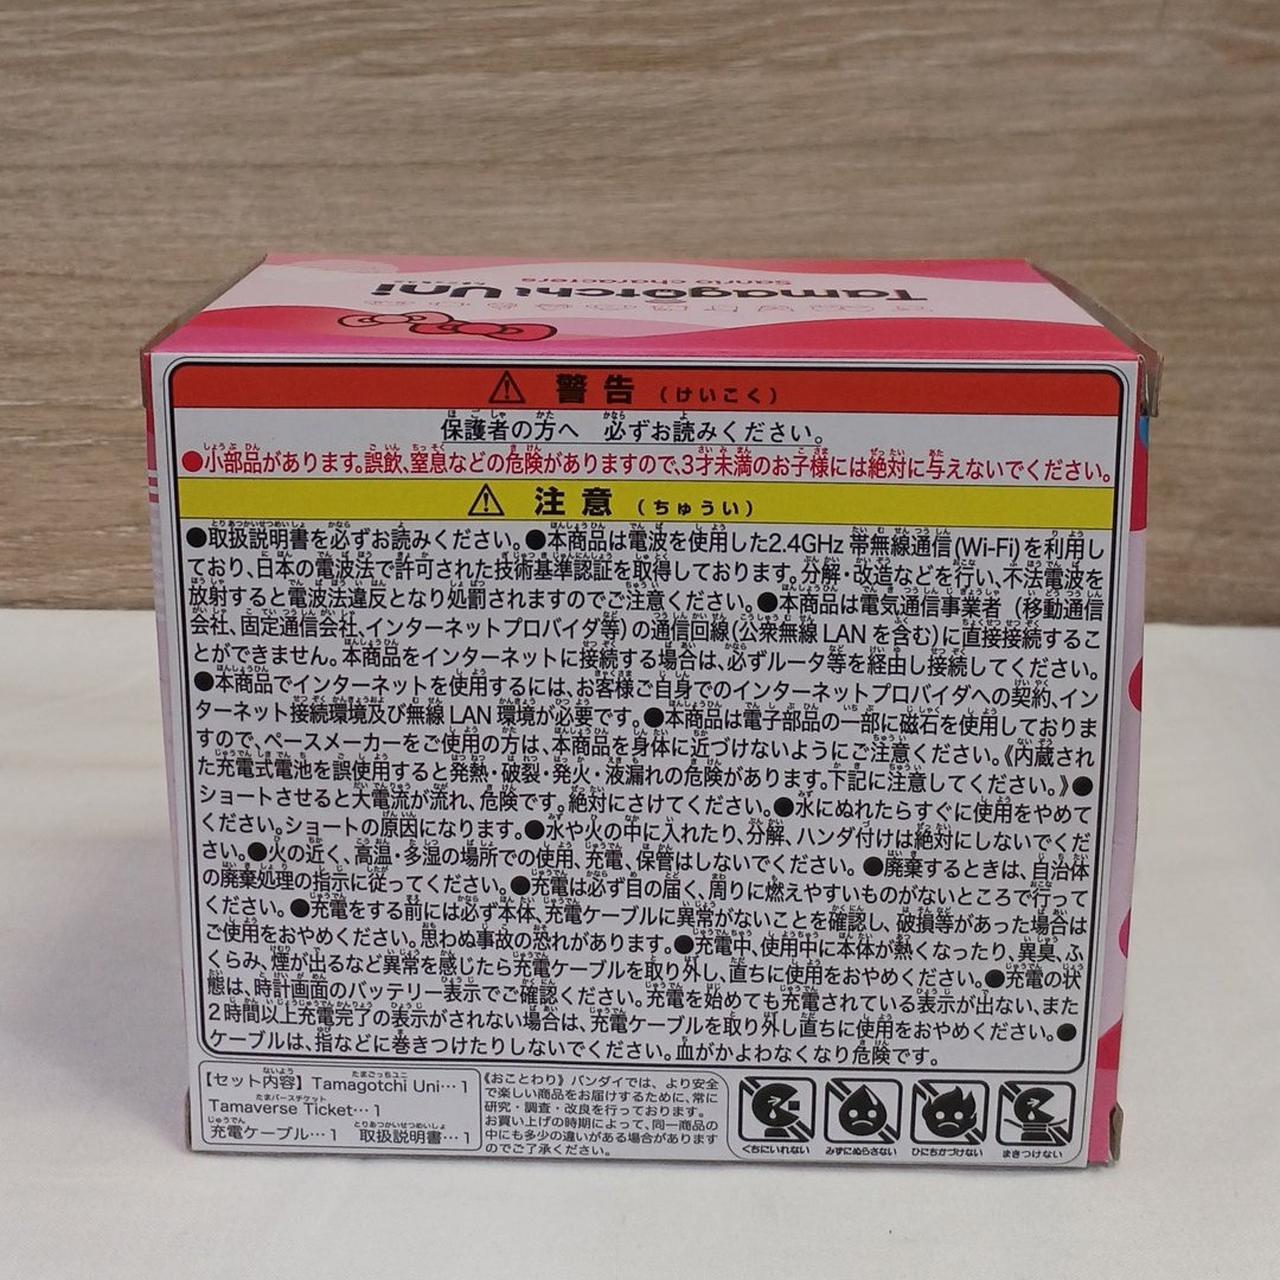 Sanrio characters
Tamagotchi Uni
警告（けいこく）
保護者の方へ　必ずお読みください。
●小部品があります。誤飲、窒息などの危険がありますので、3才未満のお子様には絶対に与えないでください。
注意（ちゅうい）
●取扱説明書を必ずお読みください。●本商品は電波を使用した2.4GHz 帯無線通信(Wi-Fi)を利用し
ており、日本の電波法で許可された技術基準認証を取得しております。分解・改造などを行い、不法電波を
放射すると電波法違反となり処罰されますのでご注意ください。●本商品は電気通信事業者（移動通信
会社、固定通信会社、インターネットプロバイダ等）の通信回線(公衆無線 LANを含む)に直接接続するこ
とができません。本商品をインターネットに接続する場合は、必ずルータ等を経由し接続してください。
●本商品でインターネットを使用するには、お客様ご自身でのインターネットプロバイダへの契約、イン
ターネット接続環境及び無線 LAN 環境が必要です。●本商品は電子部品の一部に磁石を使用しておりま
すので、ペースメーカーをご使用の方は、本商品を身体に近づけないようにご注意ください。《内蔵され
た充電式電池を誤使用すると発熱・破裂・発火・液漏れの危険があります。下記に注意してください。》●
ショートさせると大電流が流れ、危険です。絶対にさけてください。●水にぬれたらすぐに使用をやめて
ください。ショートの原因になります。●水や火の中に入れたり、分解、ハンダ付けは絶対にしないでくだ
さい。●火の近く、高温・多湿の場所での使用、充電、保管はしないでください。●廃棄するときは、自治体
の廃棄処理の指示に従ってください。●充電は必ず目の届く、周りに燃えやすいものがないところで行って
ください。●充電をする前には必ず本体、充電ケーブルに異常がないことを確認し、破損等があった場合は
ご使用をおやめください。思わぬ事故の恐れがあります。●充電中、使用中に本体が熱くなったり、異臭、ふ
くらみ、煙が出るなど異常を感じたら充電ケーブルを取り外し、直ちに使用をおやめください。●充電の状
態は、時計画面のバッテリー表示でご確認ください。充電を始めても充電されている表示が出ない、また
2時間以上充電完了の表示がされない場合は、充電ケーブルを取り外し直ちに使用をおやめください。●
ケーブルは、指などに巻きつけたりしないでください。血がかよわなくなり危険です。
【セット内容】Tamagotchi Uni…1
Tamaverse Ticket…1
充電ケーブル…1　取扱説明書…1
《おことわり》バンダイでは、より安全
で楽しい商品をお届けするために、常に
研究・調査・改良を行っております。
お買い上げの時期によって、同一商品の
中にも多少の違いがある場合があります
のでご了承ください。
くちにいれない　みずにぬらさない　ひにちかづけない　まきつけない